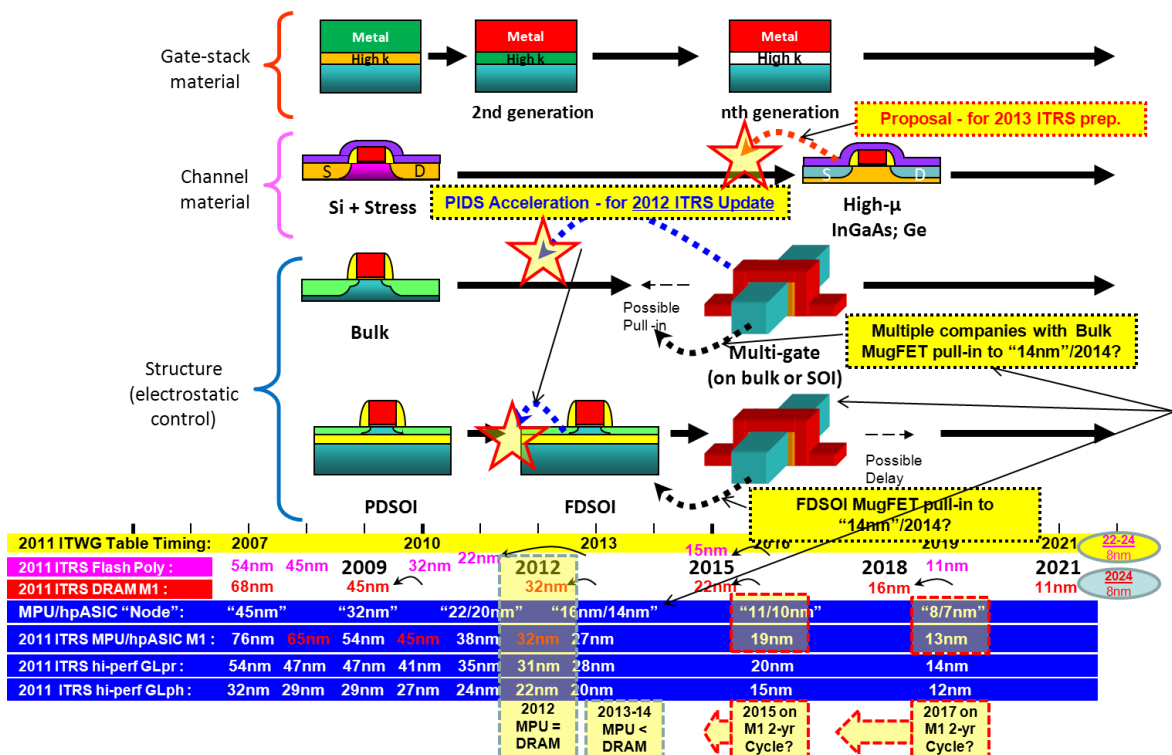 Metal
High k
Metal
High k
Metal
High k
Gate-stack
material
2nd generation
nth generation
Proposal - for 2013 ITRS prep.
S
D
S
D
Channel
material
Si + Stress
PIDS Acceleration - for 2012 ITRS Update
High-μ
InGaAs; Ge
Possible
Pull-in
Bulk
Multi-gate
(on bulk or SOI)
Multiple companies with Bulk
MugFET pull-in to “14nm”/2014?
Structure
(electrostatic
control)
Possible
Delay
PDSOI
FDSOI
FDSOI MugFET pull-in to
“14nm”/2014?
2011 ITWG Table Timing: 2007 2010 2013 2016 2019 2021 22-24
8nm
2011 ITRS Flash Poly : 54nm 45nm 2009 32nm 22nm 2012 15nm 2015 2018 11nm 2021
2011 ITRS DRAM M1 : 68nm 45nm 32nm 22nm 16nm 11nm 2024
8nm
MPU/hpASIC “Node”: “45nm” “32nm” “22/20nm” “16nm/14nm” “11/10nm” “8/7nm”
2011 ITRS MPU/hpASIC M1 : 76nm 65nm 54nm 45nm 38nm 32nm 27nm 19nm 13nm
2011 ITRS hi-perf GLpr : 54nm 47nm 47nm 41nm 35nm 31nm 28nm 20nm 14nm
2011 ITRS hi-perf GLph : 32nm 29nm 29nm 27nm 24nm 22nm 20nm 15nm 12nm
2012
MPU =
DRAM
2013-14
MPU <
DRAM
2015 on
M1 2-yr
Cycle?
2017 on
M1 2-yr
Cycle?